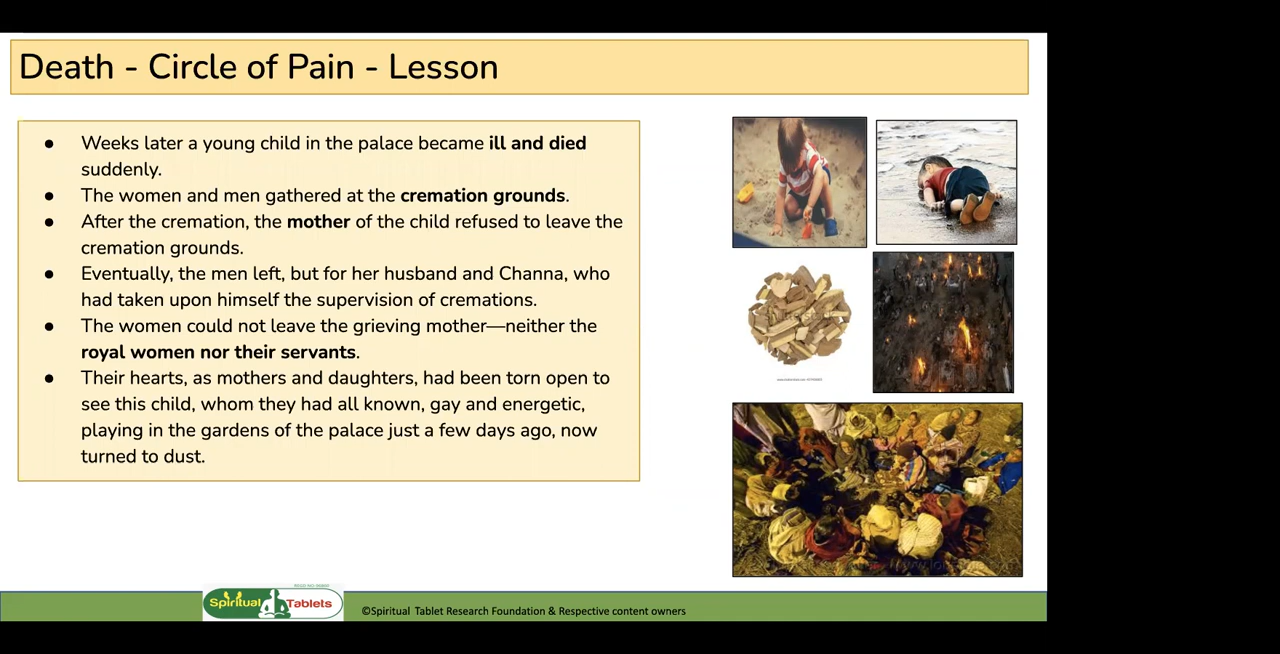 Death - Circle of Pain - Lesson
● Weeks later a young child in the palace became ill and died
suddenly.
● The women and men gathered at the cremation grounds.
● After the cremation, the mother of the child refused to leave the
cremation grounds.
● Eventually, the men left, but for her husband and Channa, who
had taken upon himself the supervision of cremations.
● The women could not leave the grieving mother—neither the
royal women nor their servants.
● Their hearts, as mothers and daughters, had been torn open to
see this child, whom they had all known, gay and energetic,
playing in the gardens of the palace just a few days ago, now
turned to dust.
Spiritual Tablets
©Spiritual Tablet Research Foundation & Respective content owners